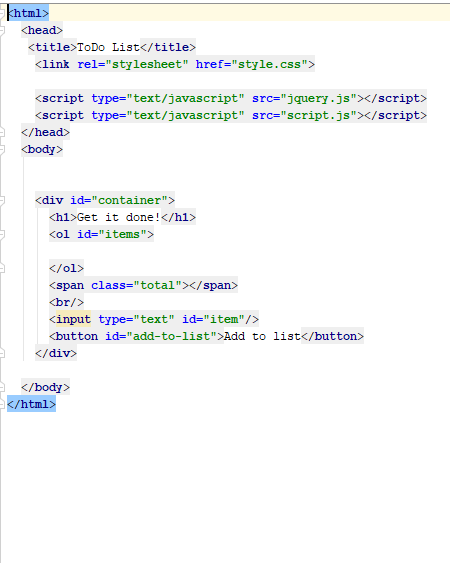 <html>
<head>
<title>ToDo List</title>
<link rel="stylesheet" href="style.css">
<script type="text/javascript" src="jquery.js"></script>
<script type="text/javascript" src="script.js"></script>
</head>
<body>
<div id="container">
<h1>Get it done!</h1>
<ol id="items">
</ol>
<span class="total"></span>
<br/>
<input type="text" id="item"/>
<button id="add-to-list">Add to list</button>
</div>
</body>
</html>